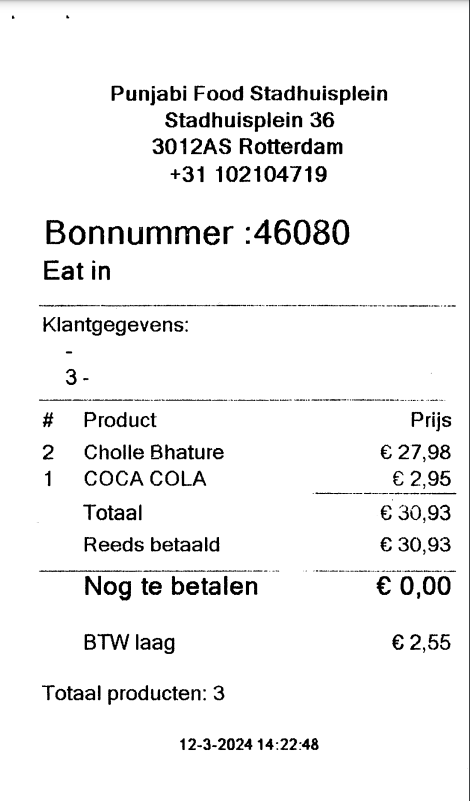 Punjabi Food Stadhuisplein
Stadhuisplein 36
3012AS Rotterdam
+31 102104719
Bonnummer :46080
Eat in
Klantgegevens:
-
3 -
# Product Prijs
2 Cholle Bhature € 27,98
1 COCA COLA € 2,95
Totaal € 30,93
Reeds betaald € 30,93
Nog te betalen € 0,00
BTW laag € 2,55
Totaal producten: 3
12-3-2024 14:22:48